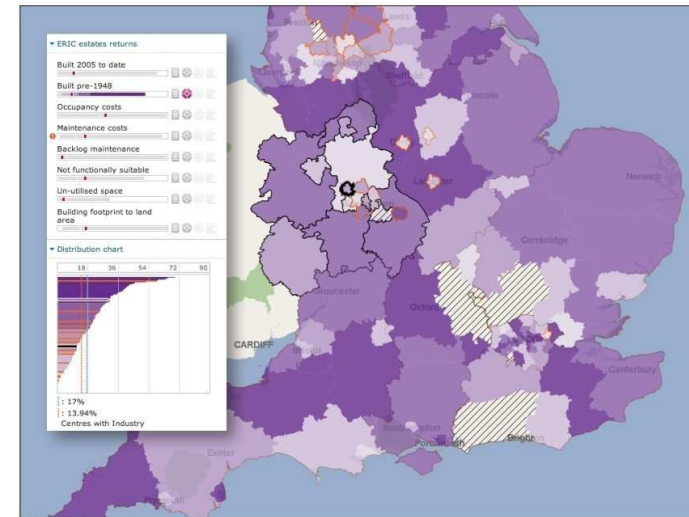 Preston
Leeds
ERIC estates returns
Built 2005 to date
Built pre-1948
Occupancy costs
Maintenance costs
Backlog maintenance
Not functionally suitable
Un-utilised space
Building footprint to land
area
Distribution chart
18 36 54 72 90
: 17%
: 13.94%
Centres with Industry
Sheffield
Lincoln
Norwich
Cambridge
Gloucester
Oxford
CARDIFF
Canterbury
Southampton
Portsmouth
Brighton
Exeter